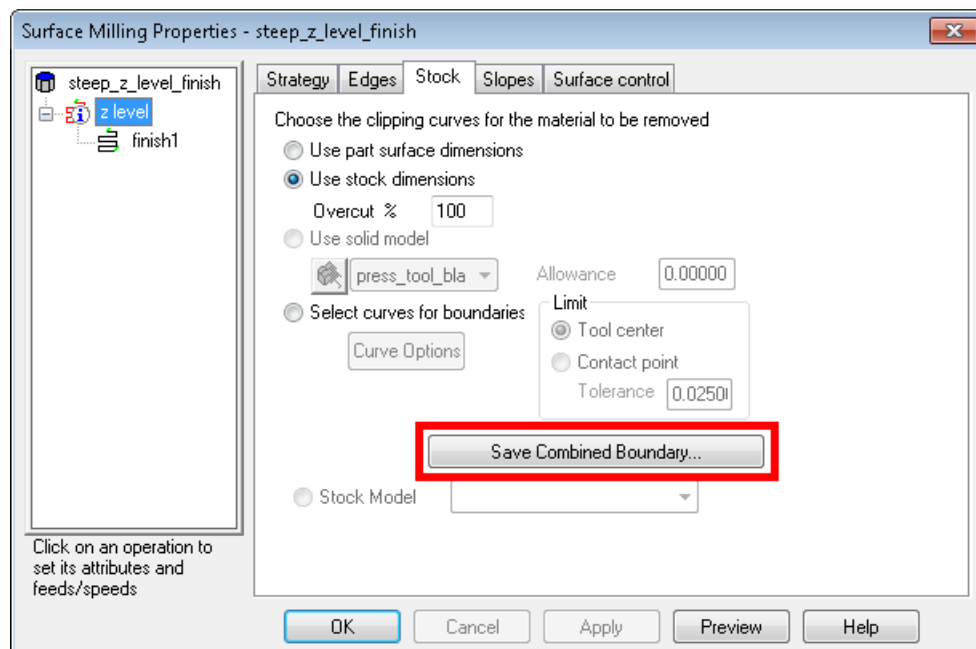 Surface Milling Properties - steep_z_level_finish
steep_z_level_finish
z level
finish1
Click on an operation to
set its attributes and
feeds/speeds
Strategy Edges Stock Slopes Surface control
Choose the clipping curves for the material to be removed
Use part surface dimensions
Use stock dimensions
Overcut % 100
Use solid model
press_tool_bla Allowance 0.00000
Select curves for boundaries
Curve Options
Limit
Tool center
Contact point
Tolerance 0.0250
Save Combined Boundary...
Stock Model
OK Cancel Apply Preview Help